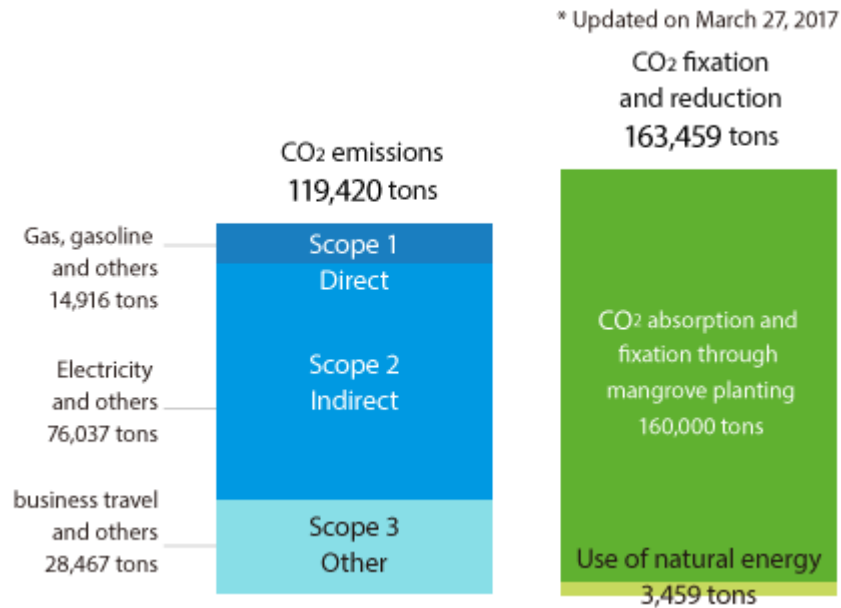 * Updated on March 27, 2017
CO2 fixation
and reduction
163,459 tons
CO2 emissions
119,420 tons
Gas, gasoline
and others
14,916 tons
Scope 1
Direct
Electricity
and others
76,037 tons
Scope 2
Indirect
business travel
and others
28,467 tons
Scope 3
Other
CO2 absorption and
fixation through
mangrove planting
160,000 tons
Use of natural energy
3,459 tons